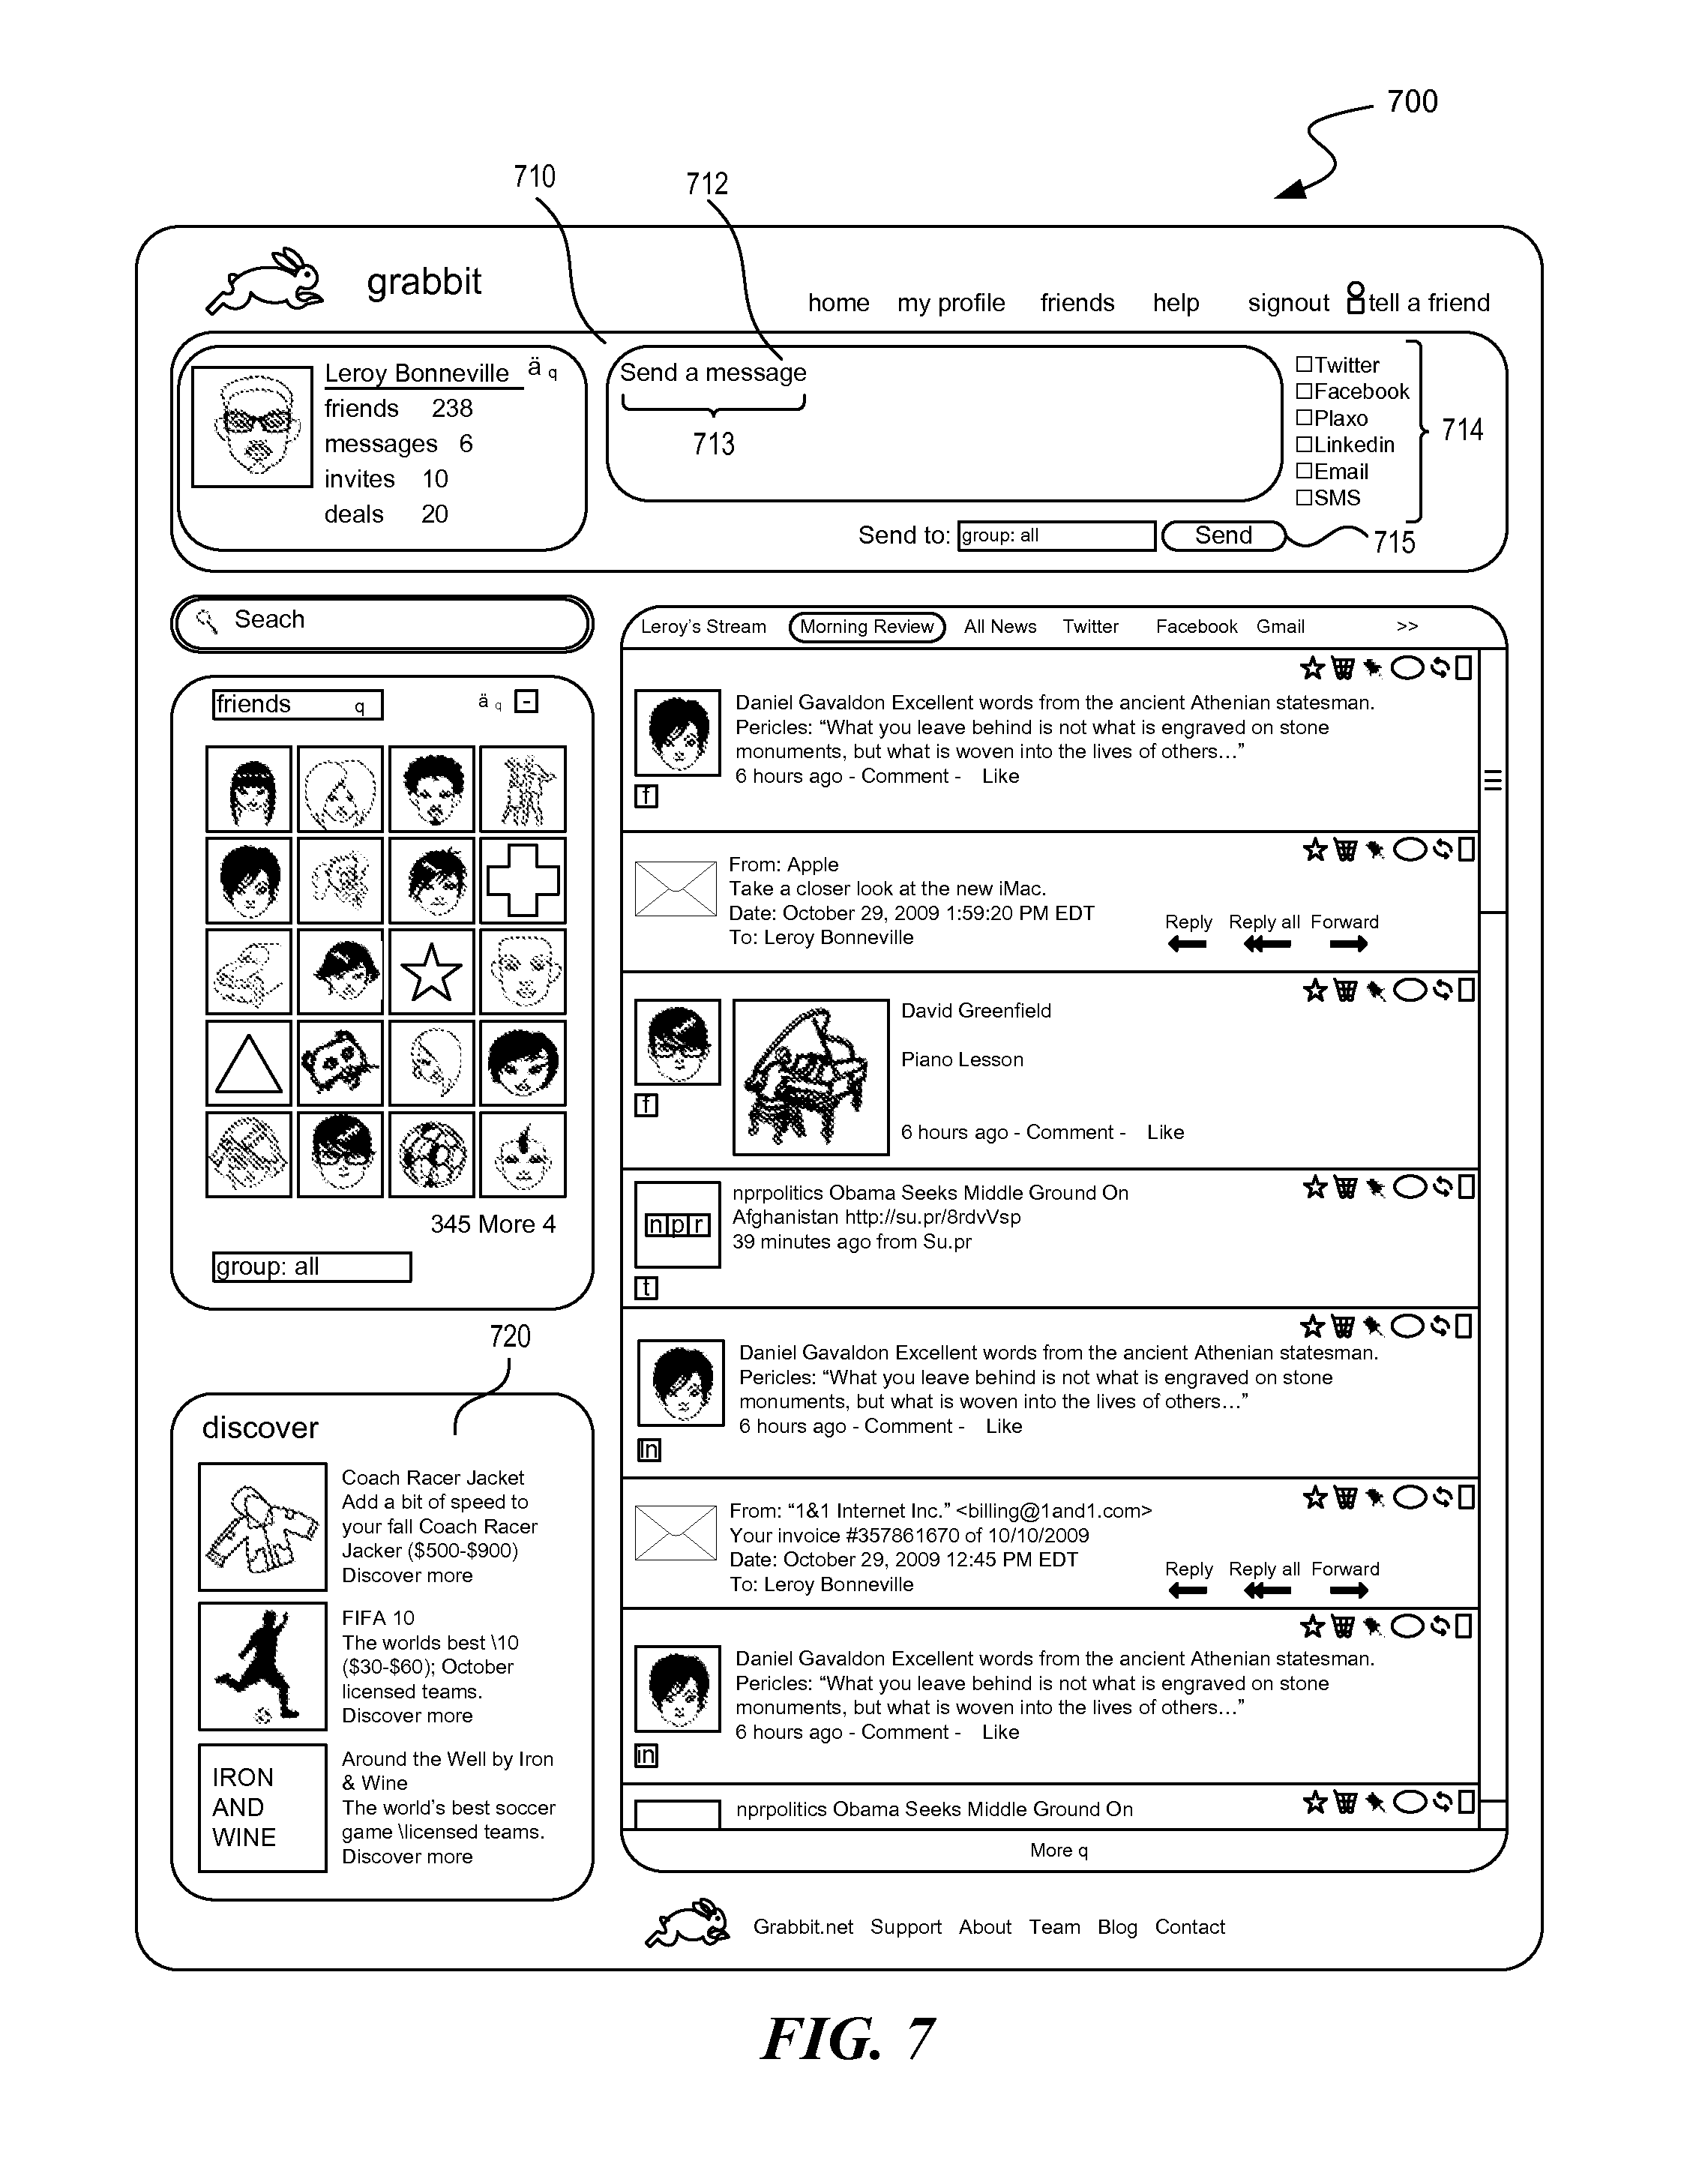 700
710
712
grabbit
home my profile friends help signout tell a friend
Leroy Bonneville ä q
friends 238
messages 6
invites 10
deals 20
Send a message
713
☐Twitter
☐Facebook
☐Plaxo
☐Linkedin
☐Email
☐SMS
714
Send to: group: all Send
715
Seach
friends q ä q -
345 More 4
group: all
720
discover
Coach Racer Jacket
Add a bit of speed to
your fall Coach Racer
Jacker ($500-$900)
Discover more
FIFA 10
The worlds best \10
($30-$60); October
licensed teams.
Discover more
IRON
AND
WINE
Around the Well by Iron
& Wine
The world's best soccer
game \licensed teams.
Discover more
Leroy's Stream Morning Review All News Twitter Facebook Gmail >>
Daniel Gavaldon Excellent words from the ancient Athenian statesman.
Pericles: “What you leave behind is not what is engraved on stone
monuments, but what is woven into the lives of others…”
6 hours ago - Comment - Like
f
From: Apple
Take a closer look at the new iMac.
Date: October 29, 2009 1:59:20 PM EDT
To: Leroy Bonneville
Reply Reply all Forward
David Greenfield
Piano Lesson
6 hours ago - Comment - Like
f
nprpolitics Obama Seeks Middle Ground On
Afghanistan http://su.pr/8rdvVsp
39 minutes ago from Su.pr
npr
t
Daniel Gavaldon Excellent words from the ancient Athenian statesman.
Pericles: “What you leave behind is not what is engraved on stone
monuments, but what is woven into the lives of others…”
6 hours ago - Comment - Like
In
From: “1&1 Internet Inc.” <billing@1and1.com>
Your invoice #357861670 of 10/10/2009
Date: October 29, 2009 12:45 PM EDT
To: Leroy Bonneville
Reply Reply all Forward
Daniel Gavaldon Excellent words from the ancient Athenian statesman.
Pericles: “What you leave behind is not what is engraved on stone
monuments, but what is woven into the lives of others…”
6 hours ago - Comment - Like
in
nprpolitics Obama Seeks Middle Ground On
More q
Grabbit.net Support About Team Blog Contact
FIG. 7